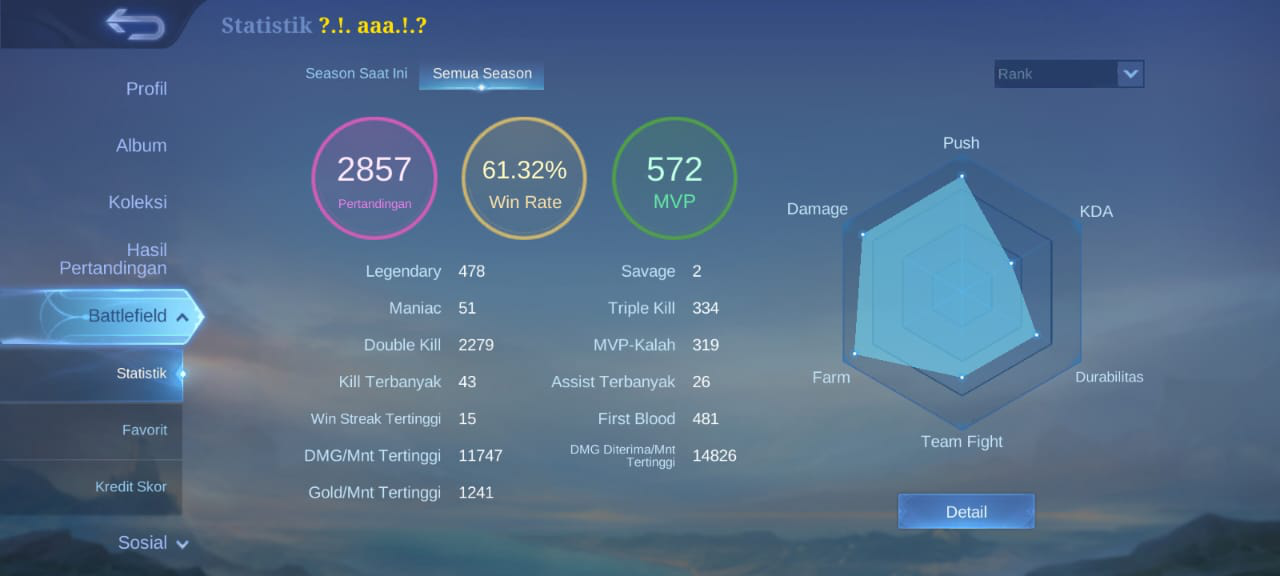 Statistik ?.!. aaa.!.?
Season Saat Ini
Semua Season
Rank
Profil
Album
Koleksi
Hasil
Pertandingan
Battlefield
Statistik
Favorit
Kredit Skor
Sosial
2857
Pertandingan
61.32%
Win Rate
572
MVP
Legendary 478
Savage 2
Maniac 51
Triple Kill 334
Double Kill 2279
MVP-Kalah 319
Kill Terbanyak 43
Assist Terbanyak 26
Win Streak Tertinggi 15
First Blood 481
DMG/Mnt Tertinggi 11747
DMG Diterima/Mnt
Tertinggi 14826
Gold/Mnt Tertinggi 1241
Push
Damage
KDA
Farm
Durabilitas
Team Fight
Detail